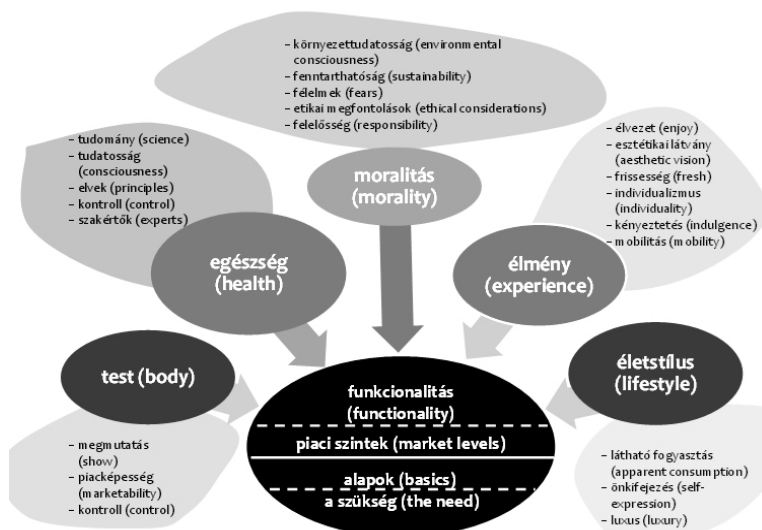 – környezettudatosság (environmental
consciousness)
– fenntarthatóság (sustainability)
– félelmek (fears)
– etikai megfontolások (ethical considerations)
– felelősség (responsibility)
moralitás
(morality)
– tudomány (science)
– tudatosság
(consciousness)
– elvek (principles)
– kontroll (control)
– szakértők (experts)
egészség
(health)
– élvezet (enjoy)
– esztétikai látvány
(aesthetic vision)
– frissesség (fresh)
– individualizmus
(individuality)
– kényeztetés (indulgence)
– mobilitás (mobility)
élmény
(experience)
test (body)
– megmutatás
(show)
– piacképesség
(marketability)
– kontroll (control)
életstílus
(lifestyle)
– látható fogyasztás
(apparent consumption)
– önkifejezés (self-
expression)
– luxus (luxury)
funkcionalitás
(functionality)
piaci szintek (market levels)
alapok (basics)
a szükség (the need)